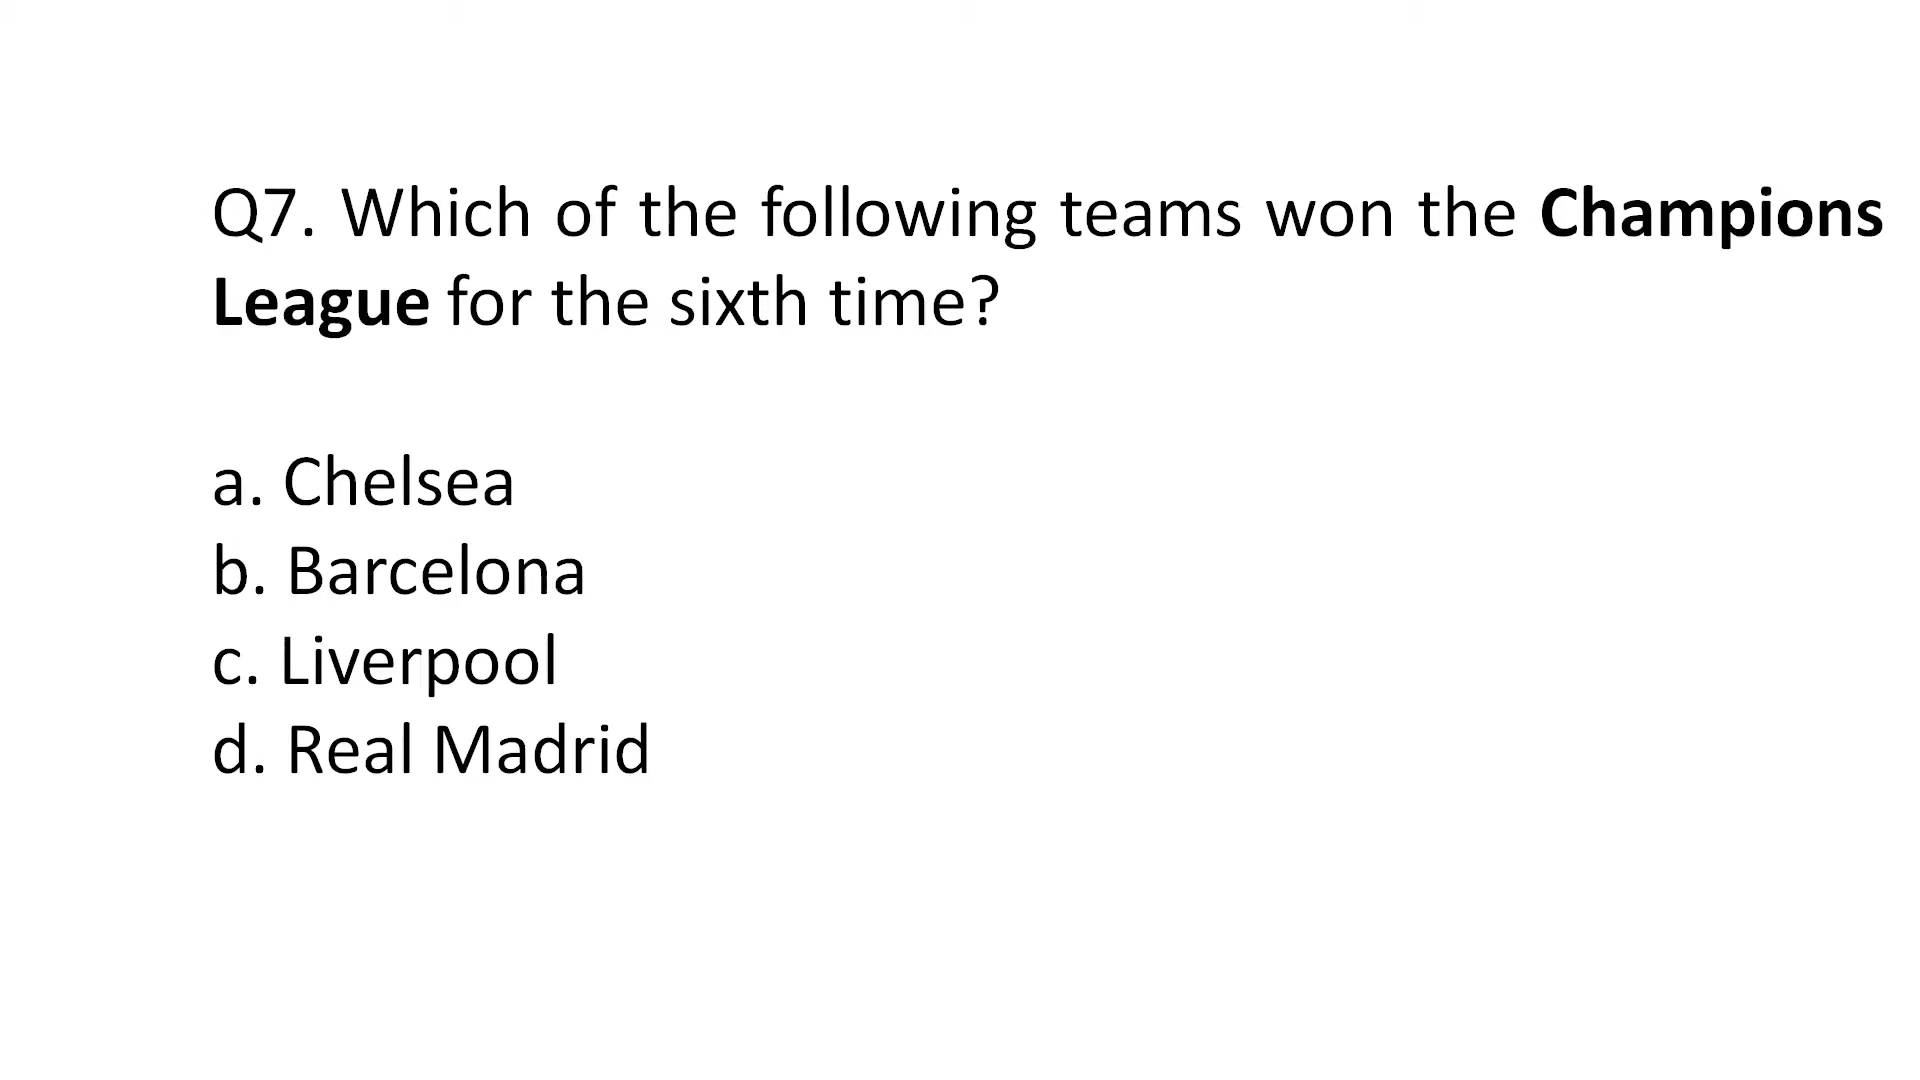 Q7. Which of the following teams won the Champions
League for the sixth time?
a. Chelsea
b. Barcelona
c. Liverpool
d. Real Madrid